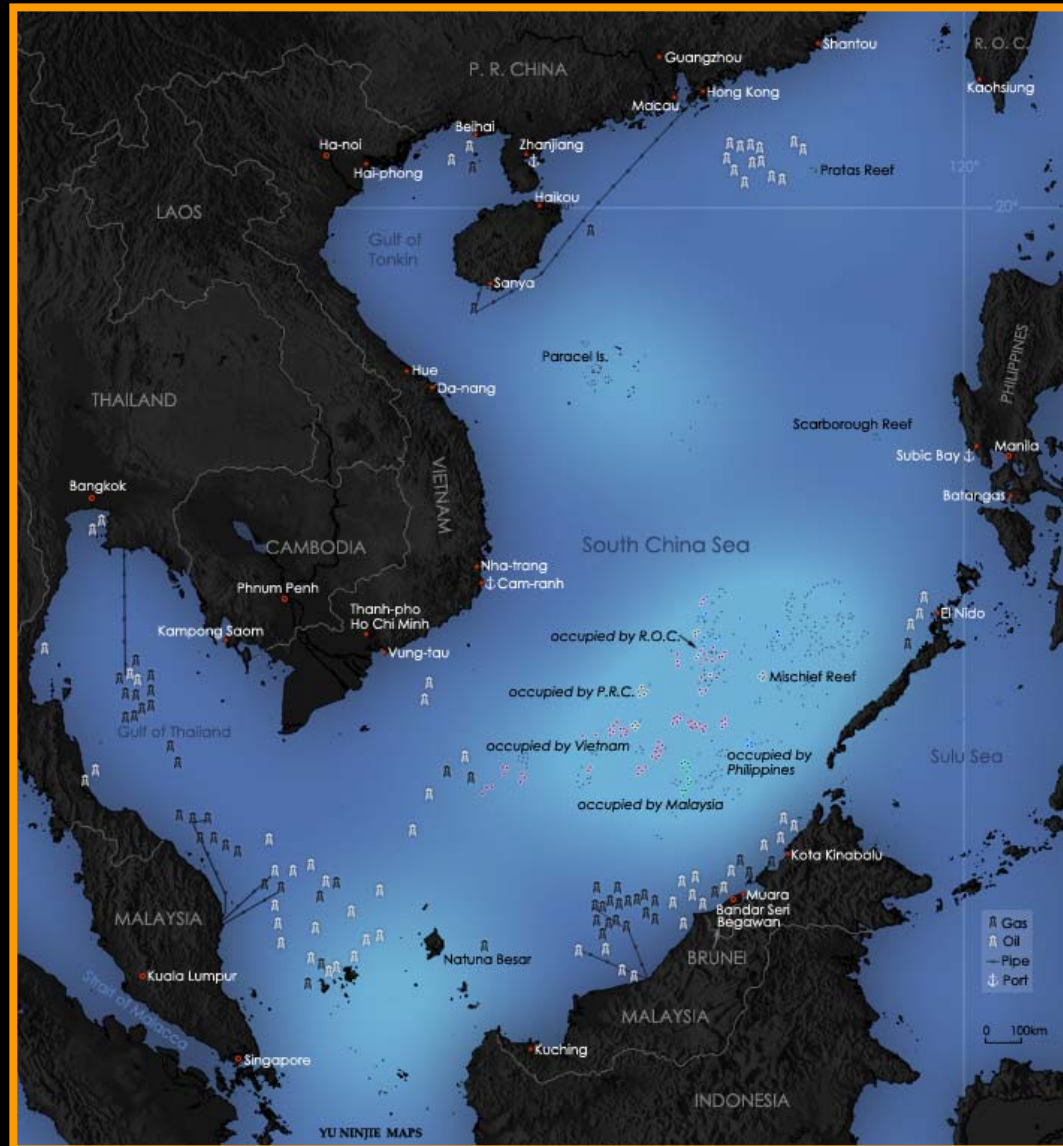 Shantou
R. O. C.
Guangzhou
P. R. CHINA
Kaohsiung
Hong Kong
Macau
Beihai
Ha-noi
Zhanjiang
Hai-phong
Pratas Reef
120°
Haikou
20°
LAOS
Gulf of
Tonkin
Sanya
PHILIPPINES
Paracel Is.
Hue
Da-nang
THAILAND
Scarborough Reef
Subic Bay
Manila
VIETNAM
Bangkok
Batangas
South China Sea
CAMBODIA
Nha-trang
Cam-ranh
Phnum Penh
Thanh-pho
Ho Chi Minh
El Nido
Kampong Saom
occupied by R.O.C.
Vung-tau
Mischief Reef
occupied by P.R.C.
Gulf of Thailand
occupied by Vietnam
occupied by
Philippines
Sulu Sea
occupied by Malaysia
Kota Kinabalu
Muara
Bandar Seri
Begawan
MALAYSIA
Gas
Oil
Pipe
Port
Natuna Besar
BRUNEI
Kuala Lumpur
Strait of Malacca
MALAYSIA
0 100km
Kuching
Singapore
INDONESIA
YU NINJIE MAPS